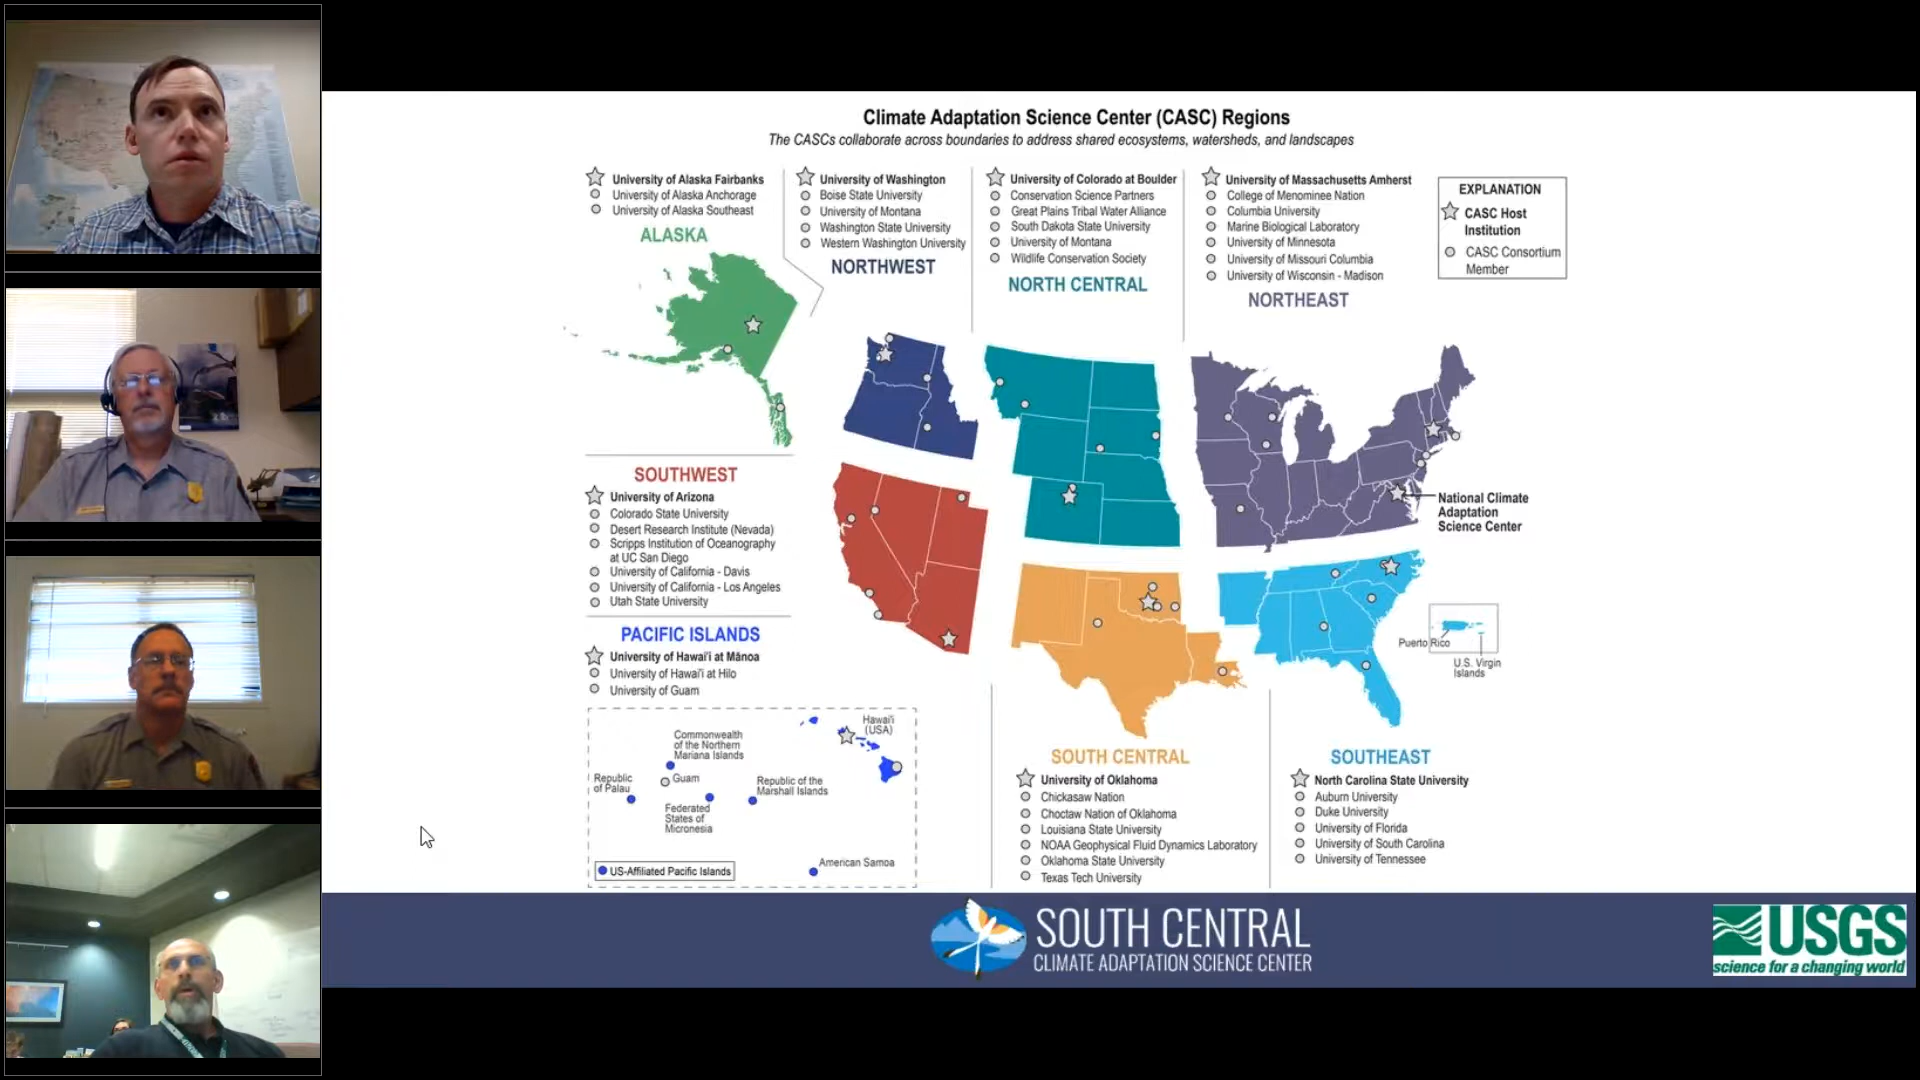 Climate Adaptation Science Center (CASC) Regions
The CASCs collaborate across boundaries to address shared ecosystems, watersheds, and landscapes
University of Alaska Fairbanks
University of Alaska Anchorage
University of Alaska Southeast
ALASKA
University of Washington
Boise State University
University of Montana
Washington State University
Western Washington University
NORTHWEST
University of Colorado at Boulder
Conservation Science Partners
Great Plains Tribal Water Alliance
South Dakota State University
University of Montana
Wildlife Conservation Society
NORTH CENTRAL
University of Massachusetts Amherst
College of Menominee Nation
Columbia University
Marine Biological Laboratory
University of Minnesota
University of Missouri Columbia
University of Wisconsin - Madison
NORTHEAST
EXPLANATION
CASC Host
Institution
CASC Consortium
Member
SOUTHWEST
University of Arizona
Colorado State University
Desert Research Institute (Nevada)
Scripps Institution of Oceanography
at UC San Diego
University of California - Davis
University of California - Los Angeles
Utah State University
National Climate
Adaptation
Science Center
PACIFIC ISLANDS
University of Hawai'i at Mānoa
University of Hawai'i at Hilo
University of Guam
Puerto Rico
U.S. Virgin
Islands
Hawai'i
(USA)
Commonwealth
of the Northern
Mariana Islands
Republic
of Palau
Guam
Republic of the
Marshall Islands
Federated
States of
Micronesia
American Samoa
US-Affiliated Pacific Islands
SOUTH CENTRAL
University of Oklahoma
Chickasaw Nation
Choctaw Nation of Oklahoma
Louisiana State University
NOAA Geophysical Fluid Dynamics Laboratory
Oklahoma State University
Texas Tech University
SOUTHEAST
North Carolina State University
Auburn University
Duke University
University of Florida
University of South Carolina
University of Tennessee
SOUTH CENTRAL
CLIMATE ADAPTATION SCIENCE CENTER
USGS
science for a changing world